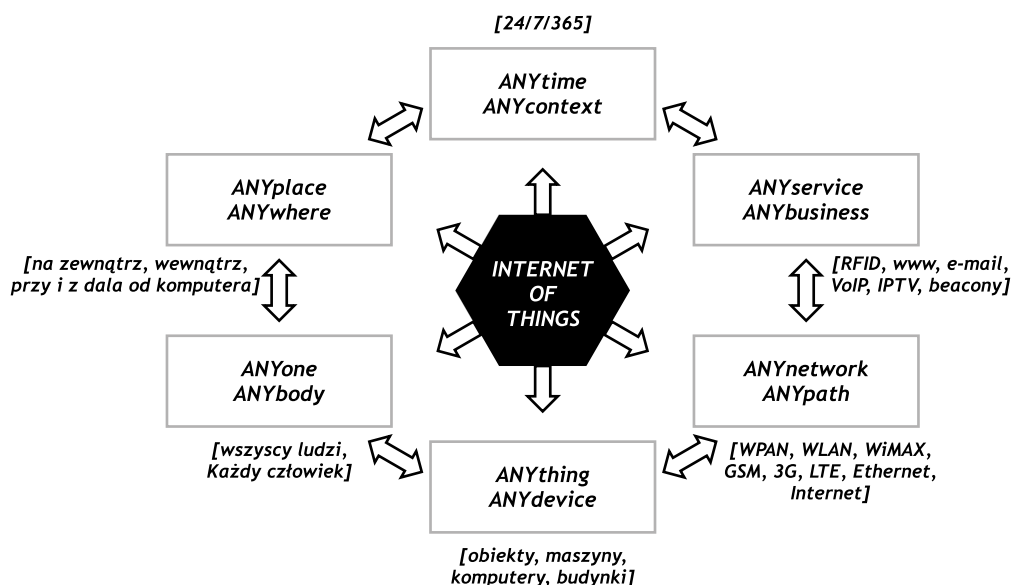 [24/7/365]
ANYtime
ANYcontext
ANYplace
ANYwhere
ANYservice
ANYbusiness
[na zewnątrz, wewnątrz,
przy i z dala od komputera]
INTERNET
OF
THINGS
[RFID, www, e-mail,
VoIP, IPTV, beacony]
ANYone
ANYbody
ANYnetwork
ANYpath
[wszyscy ludzi,
Każdy człowiek]
ANYthing
ANYdevice
[WPAN, WLAN, WiMAX,
GSM, 3G, LTE, Ethernet,
Internet]
[obiekty, maszyny,
komputery, budynki]